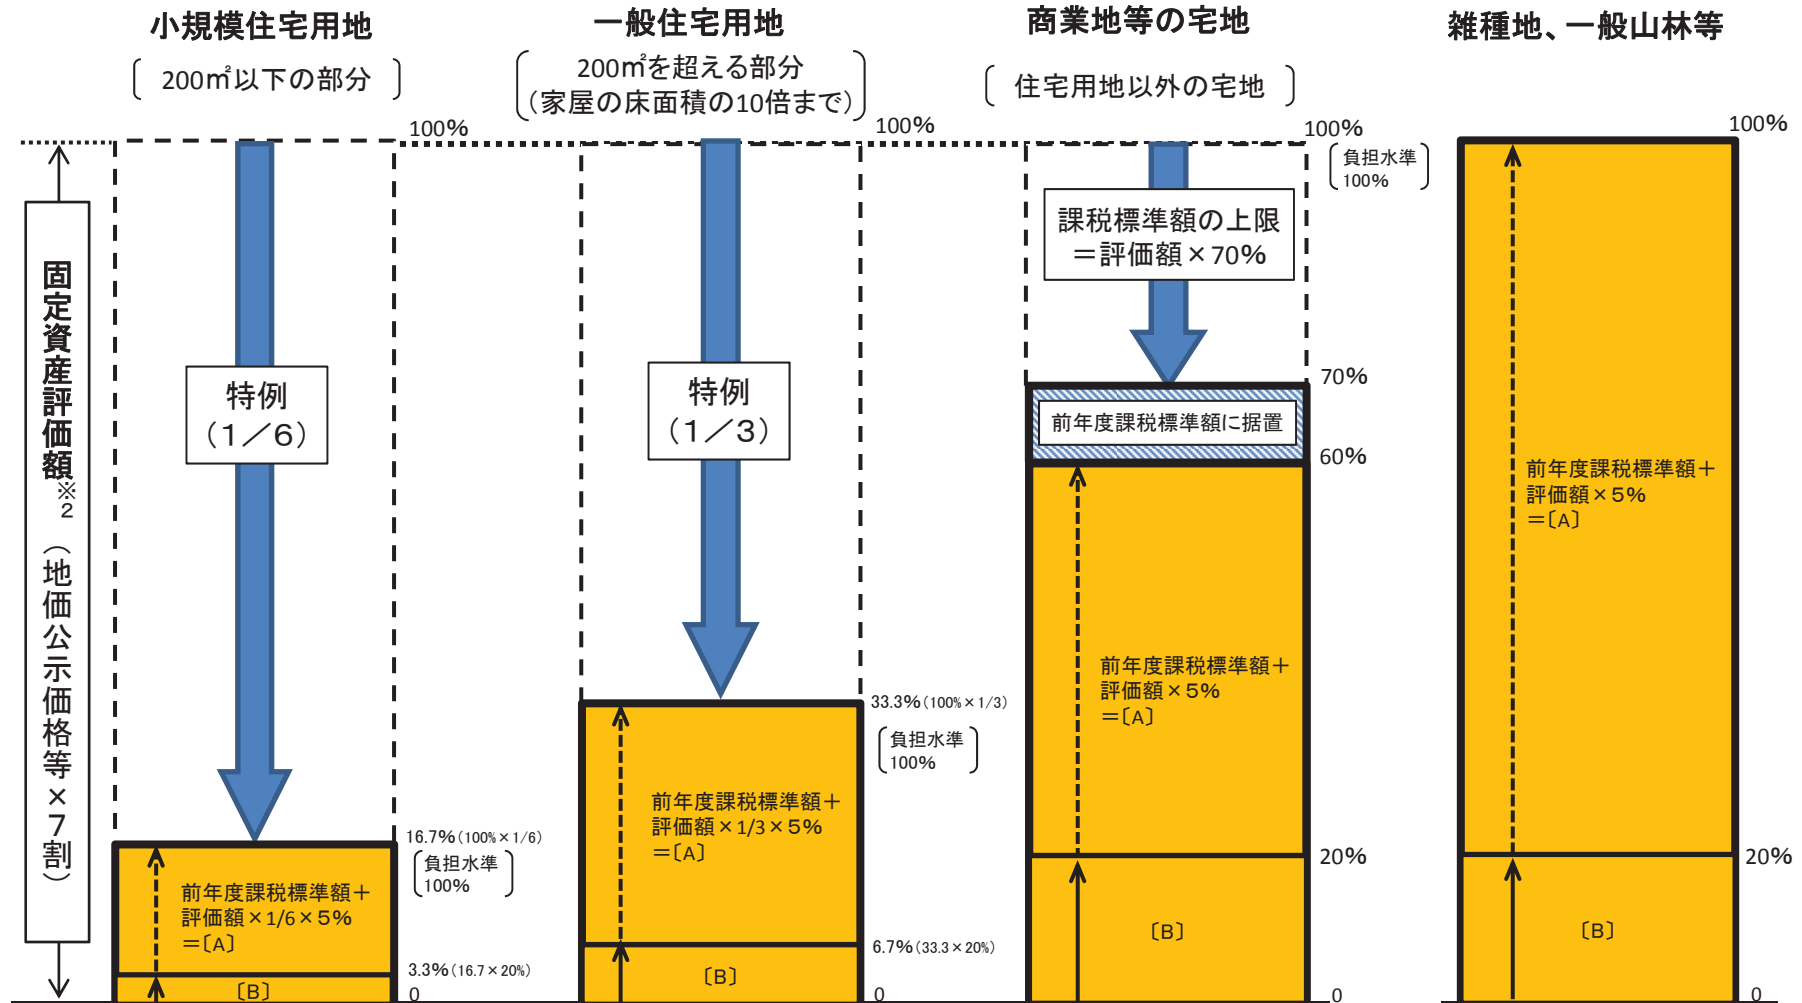 小規模住宅用地
200㎡以下の部分
一般住宅用地
200㎡を超える部分
（家屋の床面積の10倍まで）
商業地等の宅地
住宅用地以外の宅地
雑種地、一般山林等
固定資産評価額※2（地価公示価格等×7割）
100%
特例
（1／6）
16.7%(100%×1/6)
負担水準
100%
前年度課税標準額＋
評価額×1/6×5%
＝〔A〕
3.3%(16.7×20%)
〔B〕
0
100%
特例
（1／3）
33.3%(100%×1/3)
負担水準
100%
前年度課税標準額＋
評価額×1/3×5%
＝〔A〕
6.7%(33.3×20%)
〔B〕
0
100%
負担水準
100%
課税標準額の上限
＝評価額×70%
70%
前年度課税標準額に据置
60%
前年度課税標準額＋
評価額×5%
＝〔A〕
20%
〔B〕
0
100%
前年度課税標準額＋
評価額×5%
＝〔A〕
20%
〔B〕
0